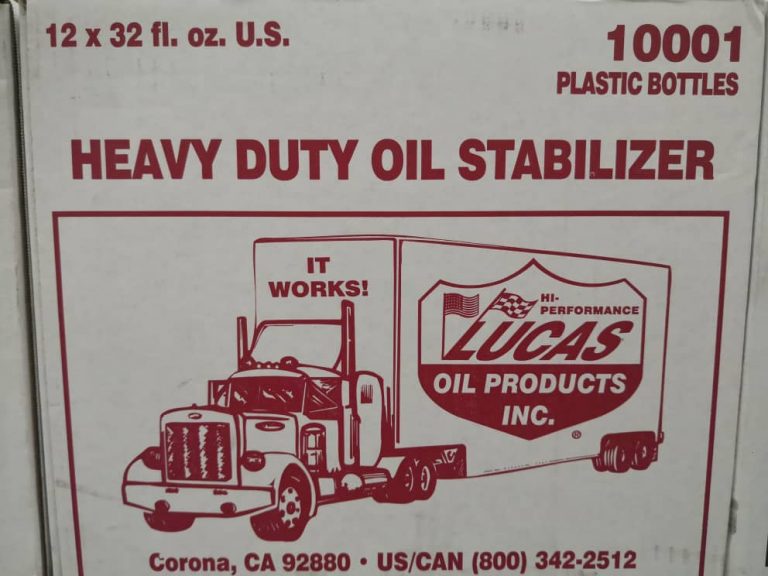 12 x 32 fl. oz. U.S.
10001
PLASTIC BOTTLES
HEAVY DUTY OIL STABILIZER
IT
WORKS!
HI-
PERFORMANCE
LUCAS
OIL PRODUCTS
INC.
®
Corona, CA 92880 • US/CAN (800) 342-2512